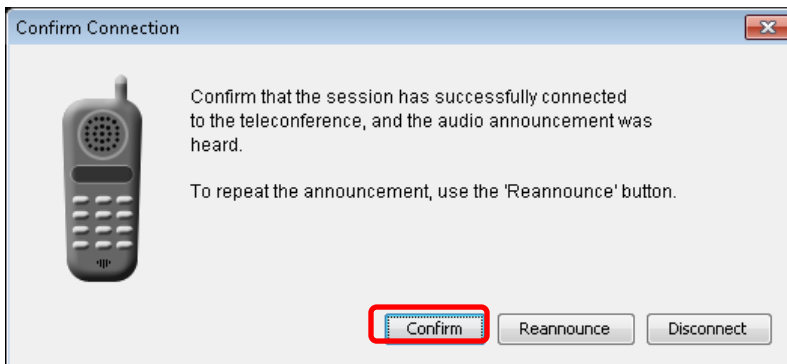 Confirm Connection
Confirm that the session has successfully connected
to the teleconference, and the audio announcement was
heard.
To repeat the announcement, use the 'Reannounce' button.
Confirm Reannounce Disconnect